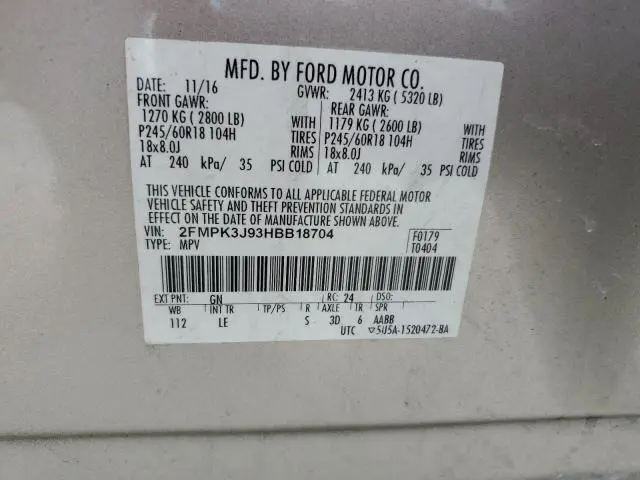 MFD. BY FORD MOTOR CO.
DATE: 11/16 GVWR: 2413 KG ( 5320 LB)
FRONT GAWR: REAR GAWR:
1270 KG ( 2800 LB) WITH 1179 KG ( 2600 LB) WITH
P245/60R18 104H TIRES P245/60R18 104H TIRES
18x8.0J RIMS 18x8.0J RIMS
AT 240 kPa/ 35 PSI COLD AT 240 kPa/ 35 PSI COLD
THIS VEHICLE CONFORMS TO ALL APPLICABLE FEDERAL MOTOR
VEHICLE SAFETY AND THEFT PREVENTION STANDARDS IN
EFFECT ON THE DATE OF MANUFACTURE SHOWN ABOVE.
VIN: 2FMPK3J93HBB18704 F0179
TYPE: MPV T0404
EXT PNT: GN RC: 24 DSO:
WB INT TR TP/PS R AXLE TR SPR
112 LE S 3D 6 AABB
UTC ▽5U5A-1520472-BA